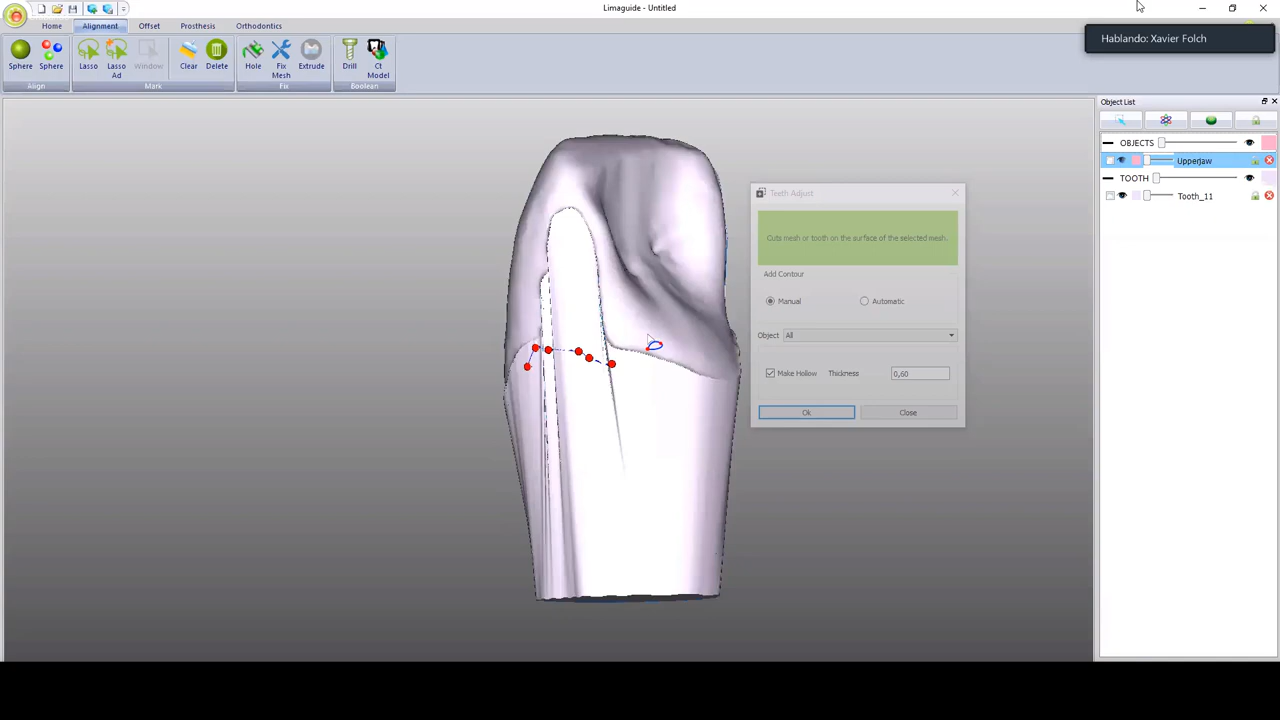 Limaguide - Untitled
Home
Alignment
Offset
Prosthesis
Orthodontics
Hablando: Xavier Folch
Sphere
Sphere
Lasso
Lasso Ad
Window
Clear
Delete
Hole
Fix Mesh
Extrude
Drill
Ct Model
Align
Mark
Fix
Boolean
Object List
OBJECTS
Upperjaw
TOOTH
Tooth_11
Teeth Adjust
Cuts mesh or tooth on the surface of the selected mesh.
Add Contour
Manual
Automatic
Object
All
Make Hollow
Thickness
0,60
Ok
Close